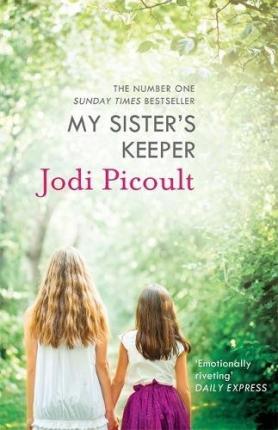 THE NUMBER ONE
SUNDAY TIMES BESTSELLER
MY SISTER'S
KEEPER
Jodi Picoult
'Emotionally
riveting'
DAILY EXPRESS